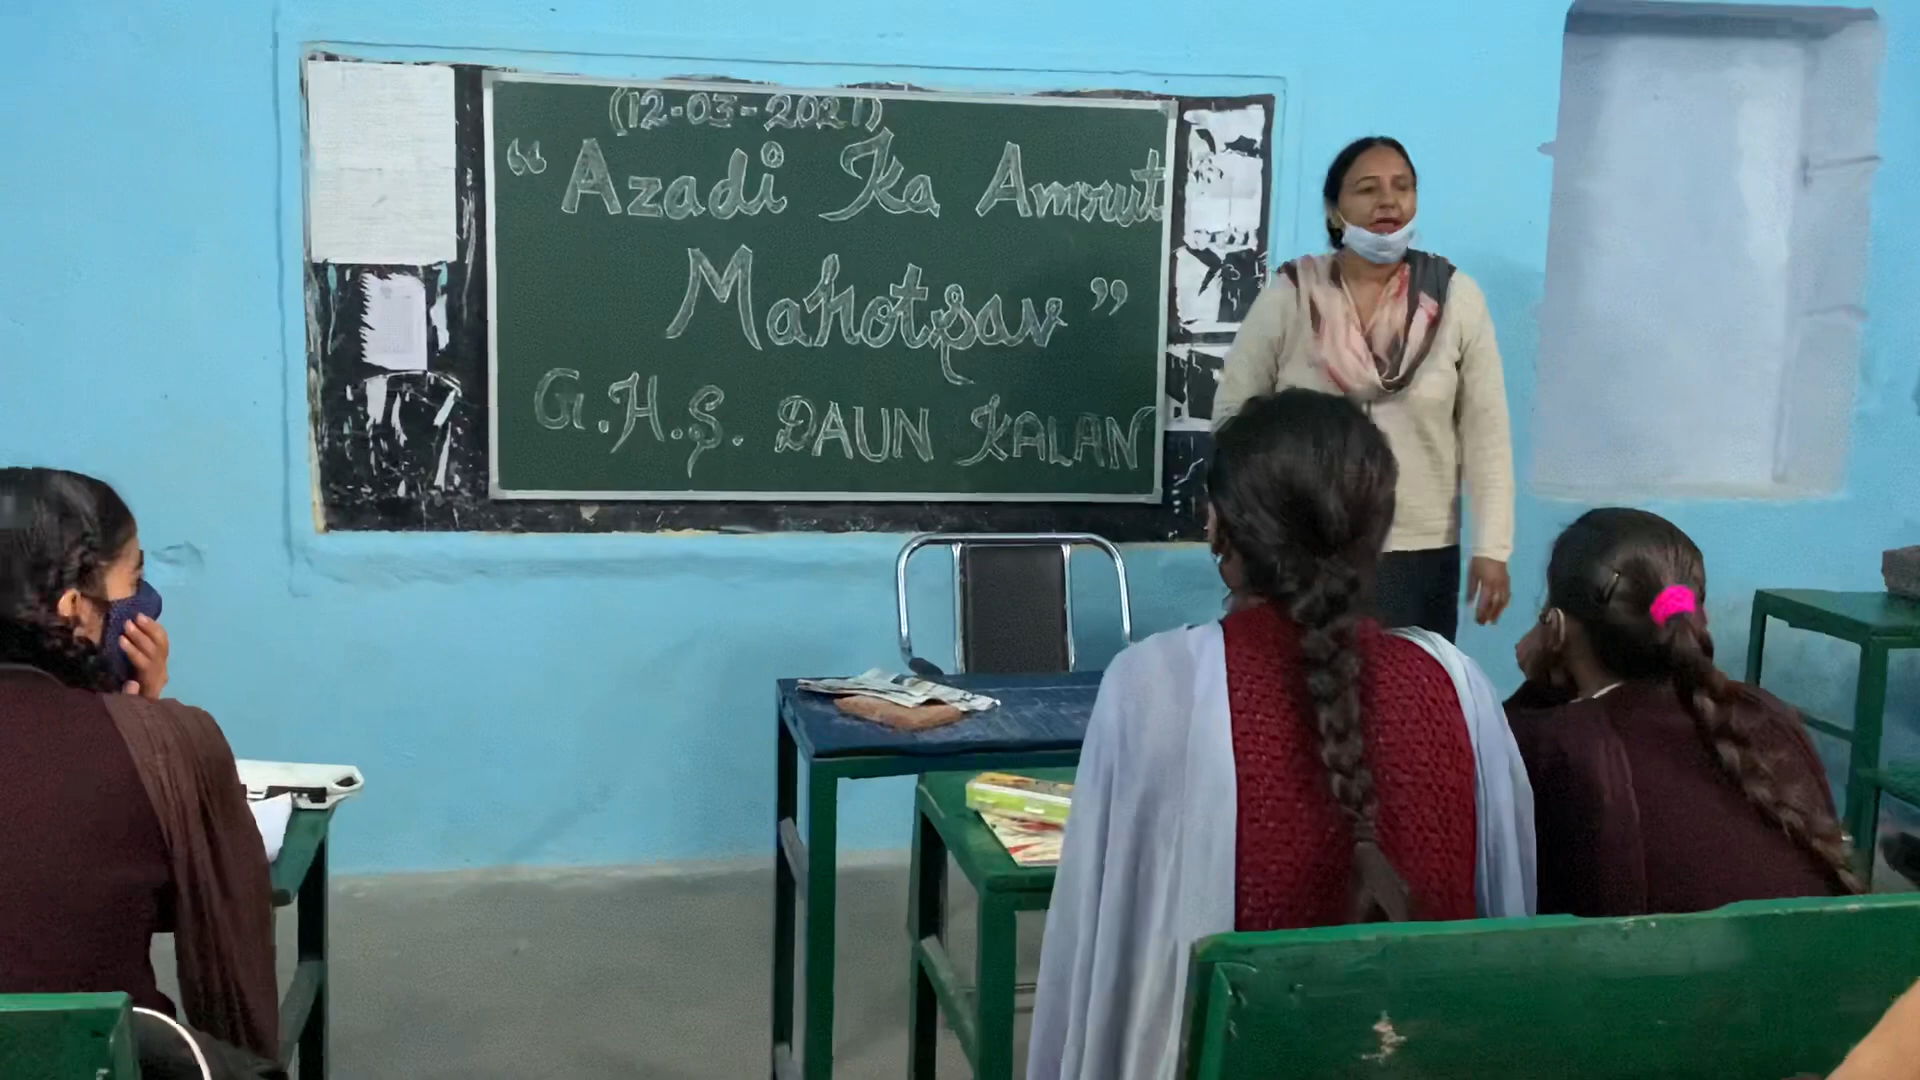 (12-03-2021)
“Azadi Ka Amrut
Mahotsav”
G.H.S. DAUN KALAN